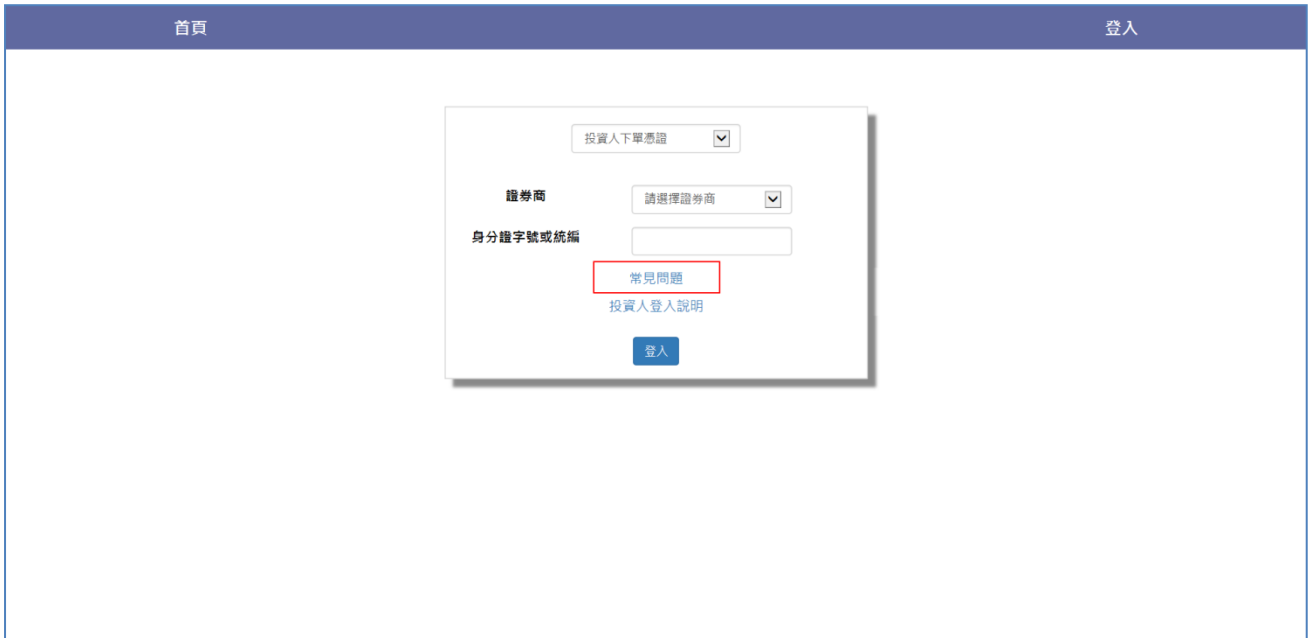 首頁 登入
投資人下單憑證
證券商 請選擇證券商
身分證字號或統編
常見問題
投資人登入說明
登入